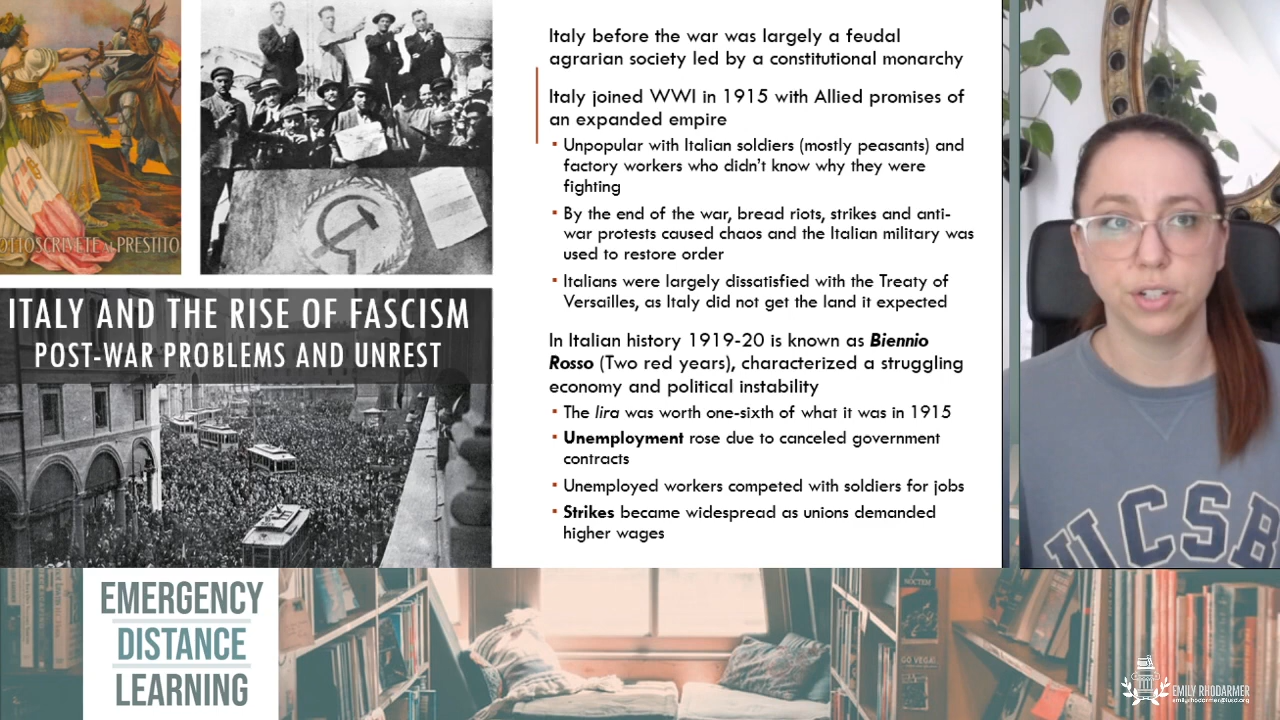 OTTOSCRIVETE AL PRESTITO
ITALY AND THE RISE OF FASCISM
POST-WAR PROBLEMS AND UNREST
Italy before the war was largely a feudal
agrarian society led by a constitutional monarchy
Italy joined WWI in 1915 with Allied promises of
an expanded empire
▪ Unpopular with Italian soldiers (mostly peasants) and
factory workers who didn't know why they were
fighting
▪ By the end of the war, bread riots, strikes and anti-
war protests caused chaos and the Italian military was
used to restore order
▪ Italians were largely dissatisfied with the Treaty of
Versailles, as Italy did not get the land it expected
In Italian history 1919-20 is known as Biennio
Rosso (Two red years), characterized a struggling
economy and political instability
▪ The lira was worth one-sixth of what it was in 1915
▪ Unemployment rose due to canceled government
contracts
▪ Unemployed workers competed with soldiers for jobs
▪ Strikes became widespread as unions demanded
higher wages
UCSB
EMERGENCY
DISTANCE
LEARNING
NOCTEM
GO VEGAN
EMILY RHODARMER